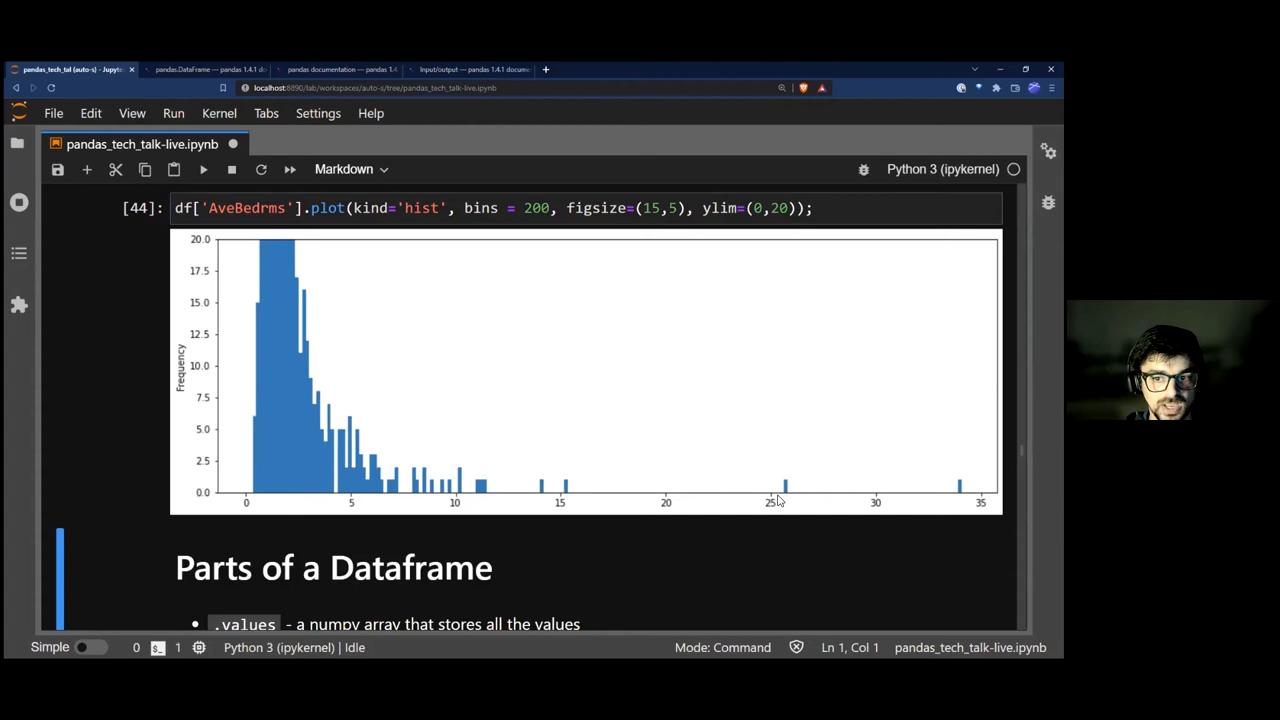 pandas_tech_tal (auto-s) - Jupyte
pandas.DataFrame — pandas 1.4.1 do
pandas documentation — pandas 1.4
Input/output — pandas 1.4.1 docume
localhost:8890/lab/workspaces/auto-s/tree/pandas_tech_talk-live.ipynb
File Edit View Run Kernel Tabs Settings Help
pandas_tech_talk-live.ipynb
Markdown
Python 3 (ipykernel)
[44]: df['AveBedrms'].plot(kind='hist', bins = 200, figsize=(15,5), ylim=(0,20));
20.0
17.5
15.0
12.5
10.0
7.5
5.0
2.5
0.0
Frequency
0 5 10 15 20 25 30 35
Parts of a Dataframe
• .values - a numpy array that stores all the values
Simple 0 $_ 1 Python 3 (ipykernel) | Idle Mode: Command Ln 1, Col 1 pandas_tech_talk-live.ipynb